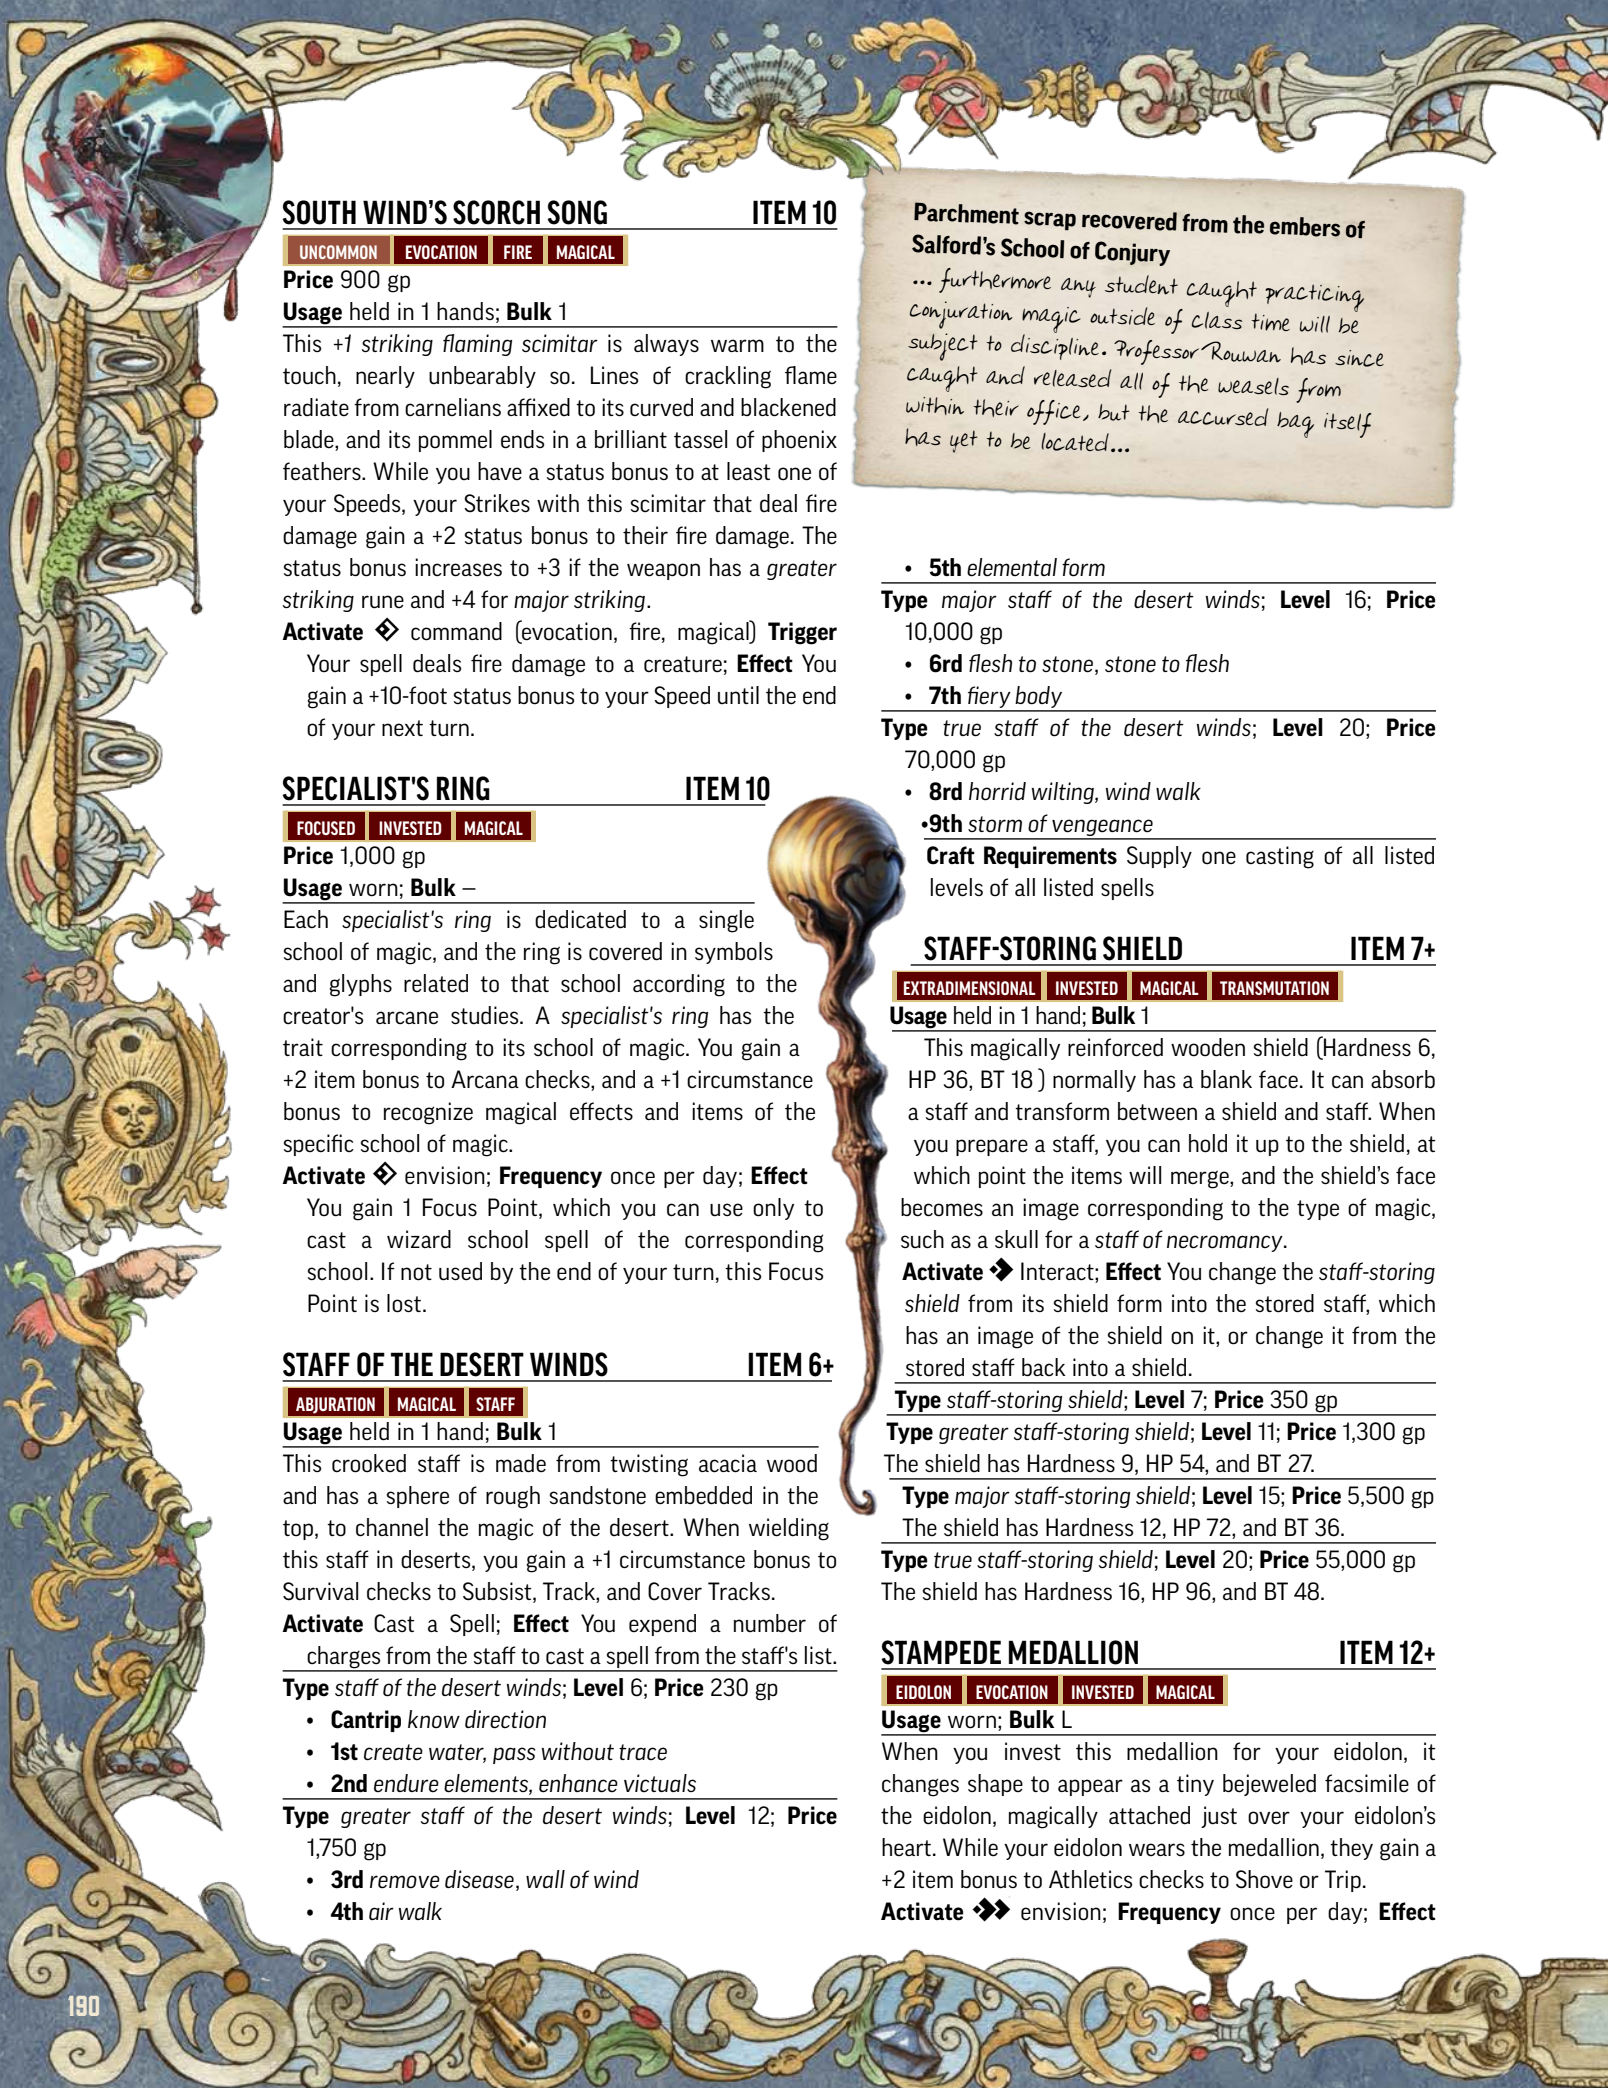 SOUTH WIND'S SCORCH SONG ITEM 10
UNCOMMON EVOCATION FIRE MAGICAL
Price 900 gp
Usage held in 1 hands; Bulk 1
This +1 striking flaming scimitar is always warm to the
touch, nearly unbearably so. Lines of crackling flame
radiate from carnelians affixed to its curved and blackened
blade, and its pommel ends in a brilliant tassel of phoenix
feathers. While you have a status bonus to at least one of
your Speeds, your Strikes with this scimitar that deal fire
damage gain a +2 status bonus to their fire damage. The
status bonus increases to +3 if the weapon has a greater
striking rune and +4 for major striking.
Activate command (evocation, fire, magical) Trigger
Your spell deals fire damage to a creature; Effect You
gain a +10-foot status bonus to your Speed until the end
of your next turn.
SPECIALIST'S RING ITEM 10
FOCUSED INVESTED MAGICAL
Price 1,000 gp
Usage worn; Bulk –
Each specialist's ring is dedicated to a single
school of magic, and the ring is covered in symbols
and glyphs related to that school according to the
creator's arcane studies. A specialist's ring has the
trait corresponding to its school of magic. You gain a
+2 item bonus to Arcana checks, and a +1 circumstance
bonus to recognize magical effects and items of the
specific school of magic.
Activate envision; Frequency once per day; Effect
You gain 1 Focus Point, which you can use only to
cast a wizard school spell of the corresponding
school. If not used by the end of your turn, this Focus
Point is lost.
STAFF OF THE DESERT WINDS ITEM 6+
ABJURATION MAGICAL STAFF
Usage held in 1 hand; Bulk 1
This crooked staff is made from twisting acacia wood
and has a sphere of rough sandstone embedded in the
top, to channel the magic of the desert. When wielding
this staff in deserts, you gain a +1 circumstance bonus to
Survival checks to Subsist, Track, and Cover Tracks.
Activate Cast a Spell; Effect You expend a number of
charges from the staff to cast a spell from the staff's list.
Type staff of the desert winds; Level 6; Price 230 gp
• Cantrip know direction
• 1st create water, pass without trace
• 2nd endure elements, enhance victuals
Type greater staff of the desert winds; Level 12; Price
1,750 gp
• 3rd remove disease, wall of wind
• 4th air walk
Parchment scrap recovered from the embers of
Salford's School of Conjury
... furthermore any student caught practicing
conjuration magic outside of class time will be
subject to discipline. Professor Rouwan has since
caught and released all of the weasels from
within their office, but the accursed bag itself
has yet to be located...
• 5th elemental form
Type major staff of the desert winds; Level 16; Price
10,000 gp
• 6rd flesh to stone, stone to flesh
• 7th fiery body
Type true staff of the desert winds; Level 20; Price
70,000 gp
• 8rd horrid wilting, wind walk
•9th storm of vengeance
Craft Requirements Supply one casting of all listed
levels of all listed spells
STAFF-STORING SHIELD ITEM 7+
EXTRADIMENSIONAL INVESTED MAGICAL TRANSMUTATION
Usage held in 1 hand; Bulk 1
This magically reinforced wooden shield (Hardness 6,
HP 36, BT 18 ) normally has a blank face. It can absorb
a staff and transform between a shield and staff. When
you prepare a staff, you can hold it up to the shield, at
which point the items will merge, and the shield's face
becomes an image corresponding to the type of magic,
such as a skull for a staff of necromancy.
Activate Interact; Effect You change the staff-storing
shield from its shield form into the stored staff, which
has an image of the shield on it, or change it from the
stored staff back into a shield.
Type staff-storing shield; Level 7; Price 350 gp
Type greater staff-storing shield; Level 11; Price 1,300 gp
The shield has Hardness 9, HP 54, and BT 27.
Type major staff-storing shield; Level 15; Price 5,500 gp
The shield has Hardness 12, HP 72, and BT 36.
Type true staff-storing shield; Level 20; Price 55,000 gp
The shield has Hardness 16, HP 96, and BT 48.
STAMPEDE MEDALLION ITEM 12+
EIDOLON EVOCATION INVESTED MAGICAL
Usage worn; Bulk L
When you invest this medallion for your eidolon, it
changes shape to appear as a tiny bejeweled facsimile of
the eidolon, magically attached just over your eidolon's
heart. While your eidolon wears the medallion, they gain a
+2 item bonus to Athletics checks to Shove or Trip.
Activate envision; Frequency once per day; Effect
190